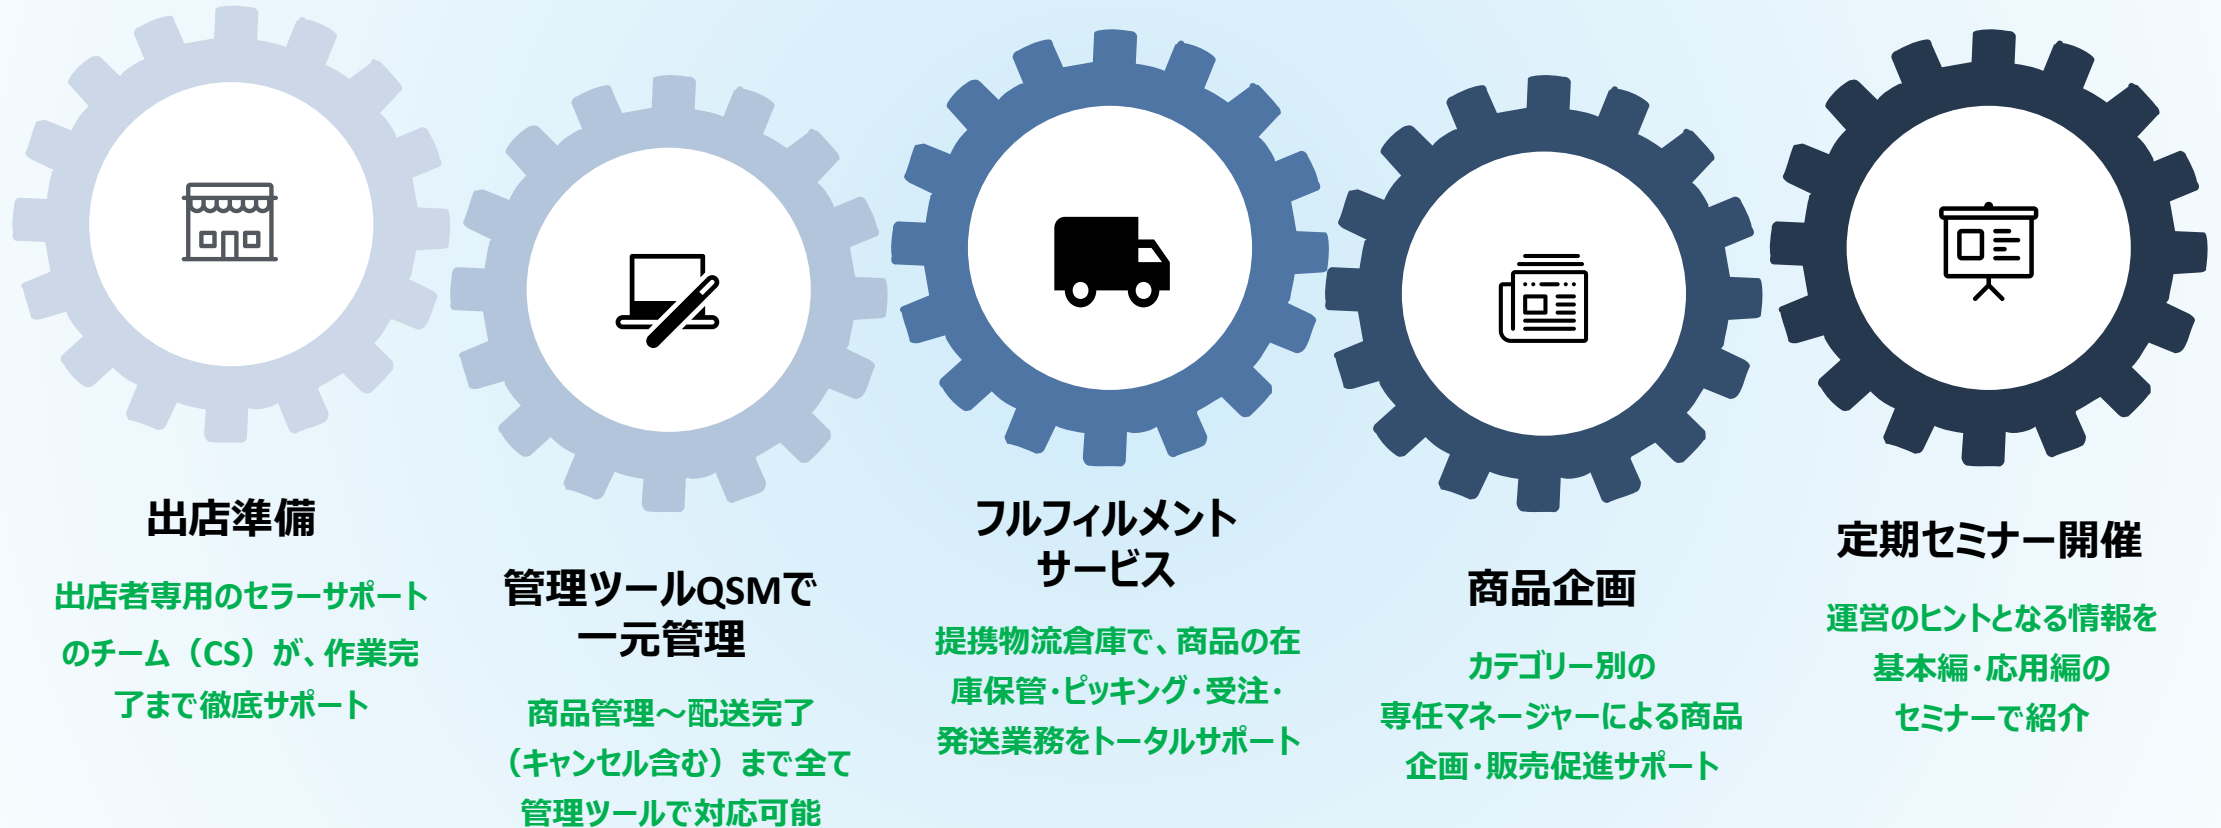 出店準備
出店者専用のセラーサポート
のチーム（CS）が、作業完
了まで徹底サポート
管理ツールQSMで
一元管理
商品管理～配送完了
（キャンセル含む）まで全て
管理ツールで対応可能
フルフィルメント
サービス
提携物流倉庫で、商品の在
庫保管・ピッキング・受注・
発送業務をトータルサポート
商品企画
カテゴリー別の
専任マネージャーによる商品
企画・販売促進サポート
定期セミナー開催
運営のヒントとなる情報を
基本編・応用編の
セミナーで紹介